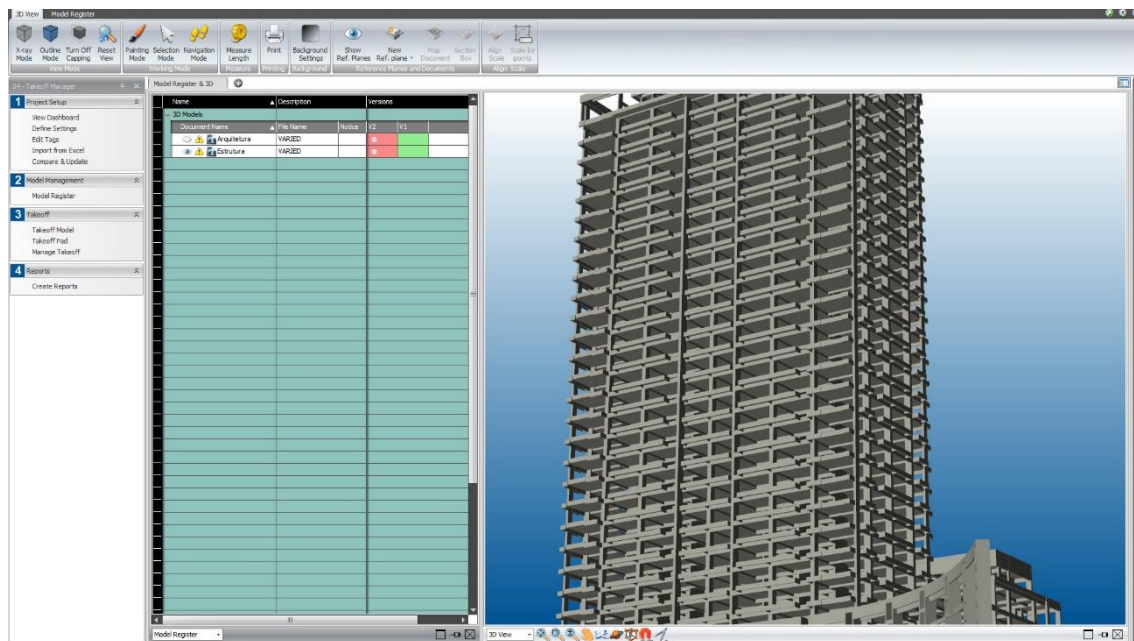 3D View Model Register
X-ray Mode Outline Mode Turn Off Capping Reset View Painting Mode Selection Mode Navigation Mode Measure Length Print Background Settings Show Ref. Planes New Ref. plane Map Document Section Box Align Scale Scale by points
View Mode Working Mode Measure Printing Background Reference Planes and Documents Align Scale
04 - Takeoff Manager
Model Register & 3D
1 Project Setup
View Dashboard
Define Settings
Edit Tags
Import from Excel
Compare & Update
2 Model Management
Model Register
3 Takeoff
Takeoff Model
Takeoff Pad
Manage Takeoff
4 Reports
Create Reports
Name Description Versions
3D Models
Document Name File Name Notice V2 V1
Arquitetura VARIED
Estrutura VARIED
Model Register
3D View